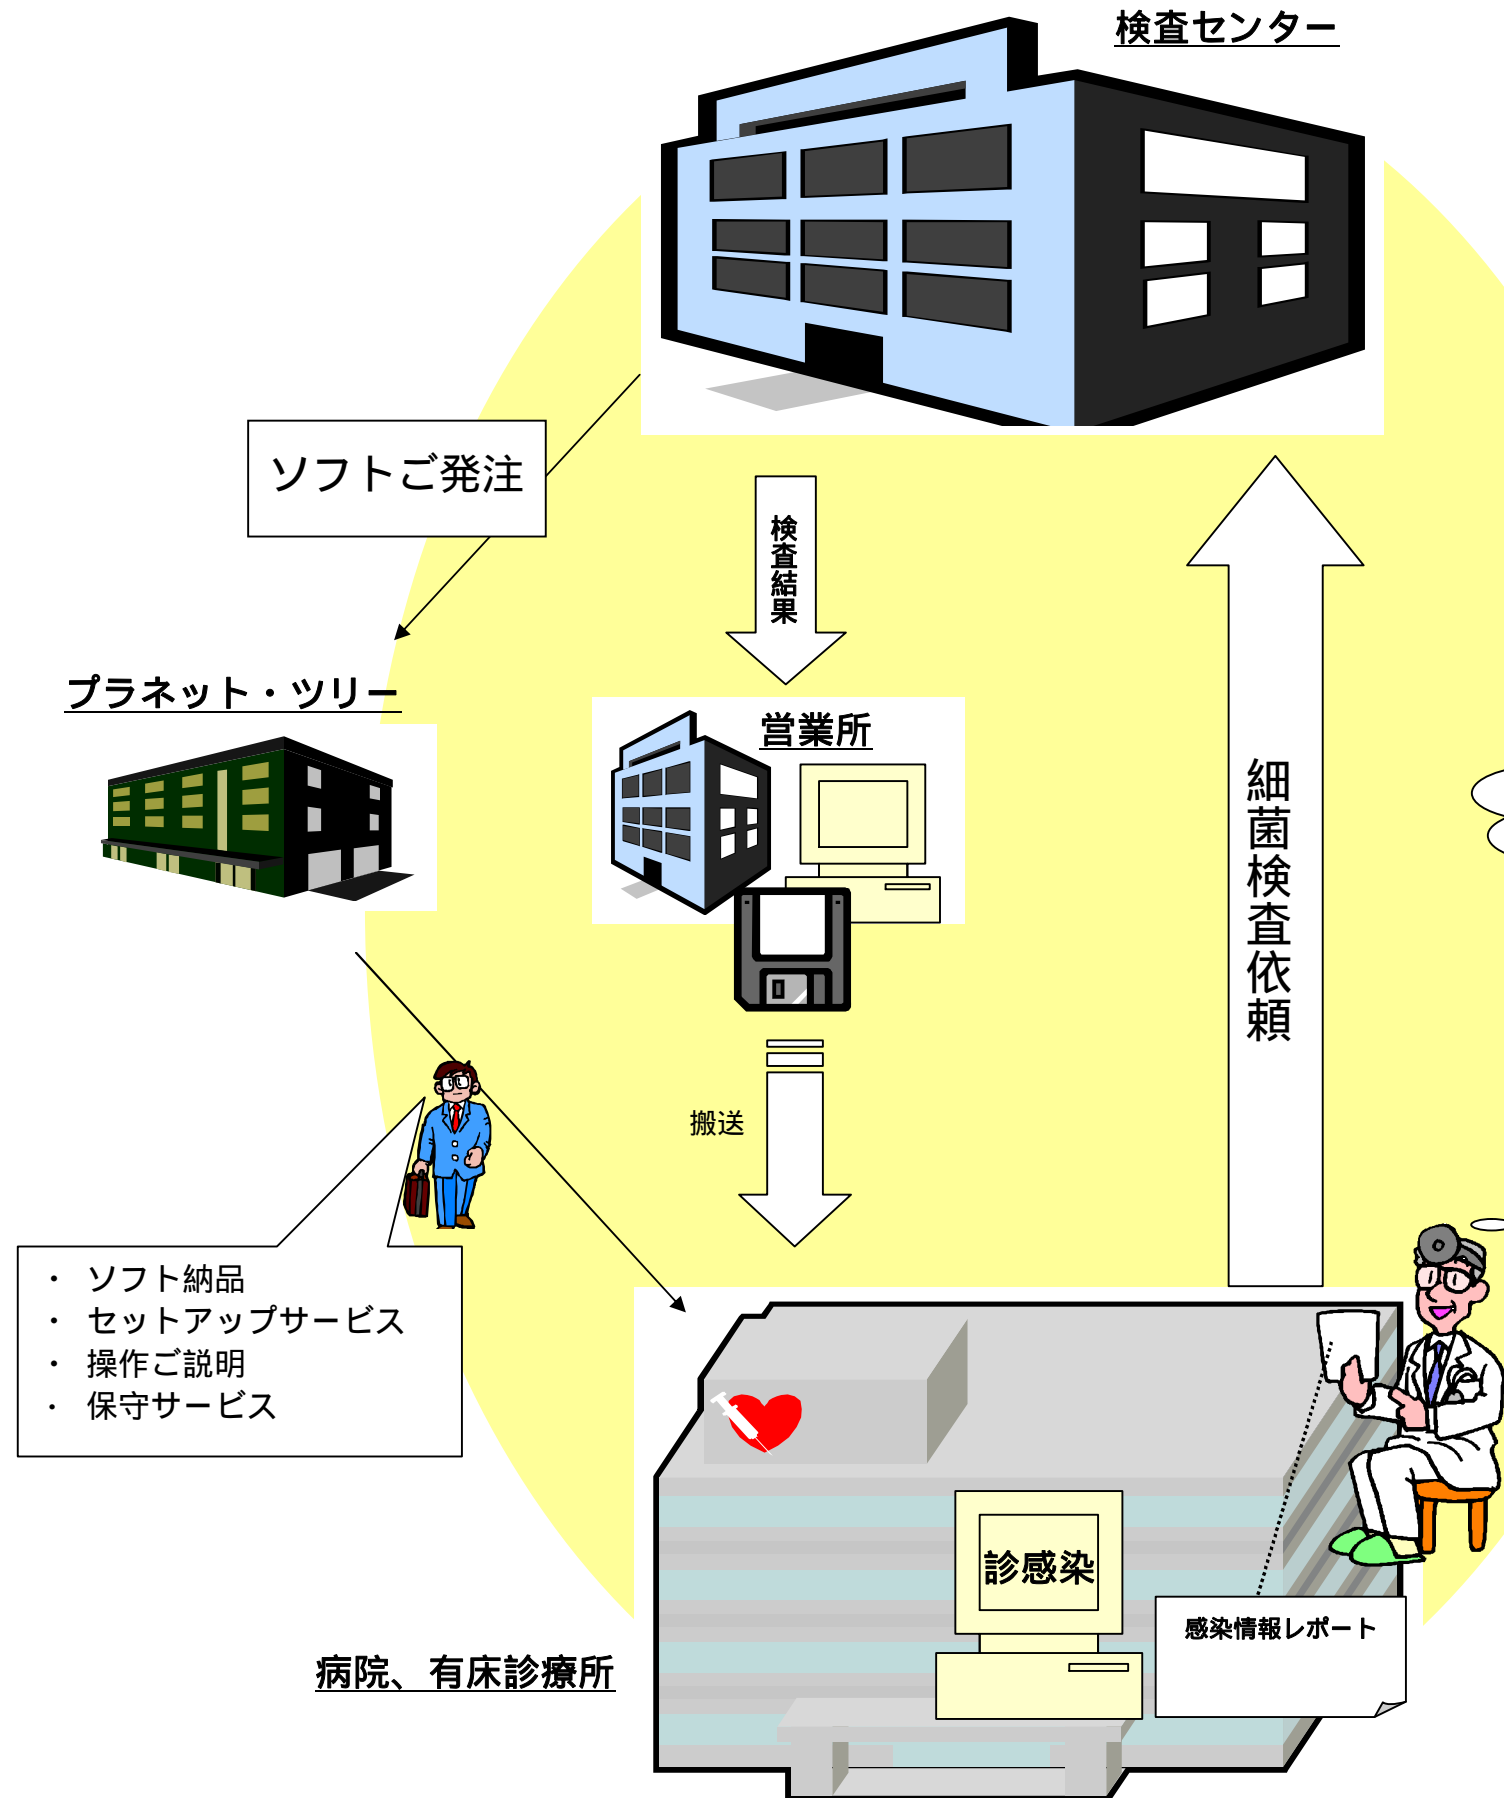 検査センター
ソフトご発注
検査結果
プラネット・ツリー
営業所
細菌検査依頼
搬送
・ ソフト納品
・ セットアップサービス
・ 操作ご説明
・ 保守サービス
診感染
感染情報レポート
病院、有床診療所